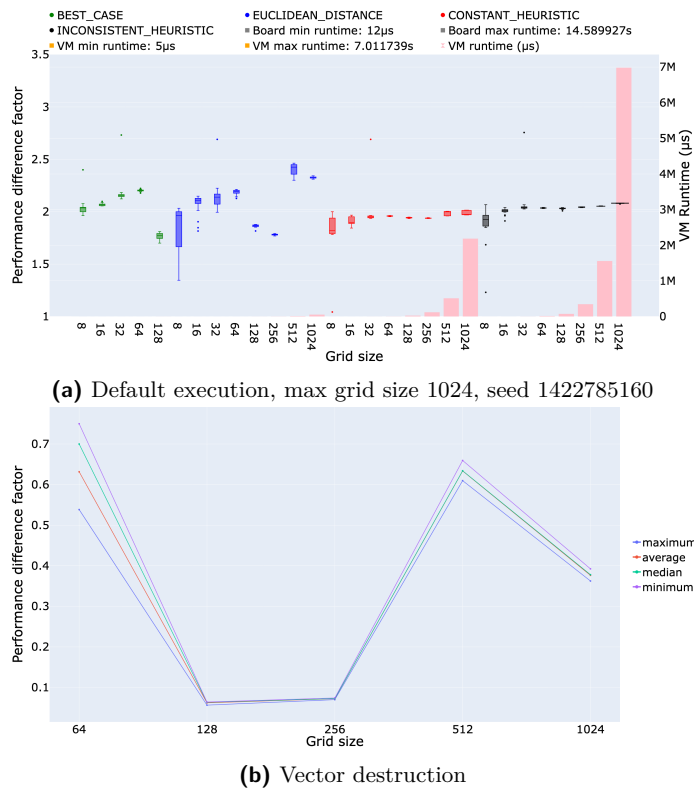 BEST_CASE EUCLIDEAN_DISTANCE CONSTANT_HEURISTIC
INCONSISTENT_HEURISTIC Board min runtime: 12µs Board max runtime: 14.589927s
VM min runtime: 5µs VM max runtime: 7.011739s VM runtime (µs)
Performance difference factor
3.5
3
2.5
2
1.5
1
7M
6M
5M
4M
3M
2M
1M
0
VM Runtime (µs)
8 16 32 64 128 8 16 32 64 128 256 512 1024 8 16 32 64 128 256 512 1024 8 16 32 64 128 256 512 1024
Grid size
(a) Default execution, max grid size 1024, seed 1422785160
Performance difference factor
0.7
0.6
0.5
0.4
0.3
0.2
0.1
64 128 256 512 1024
Grid size
maximum
average
median
minimum
(b) Vector destruction